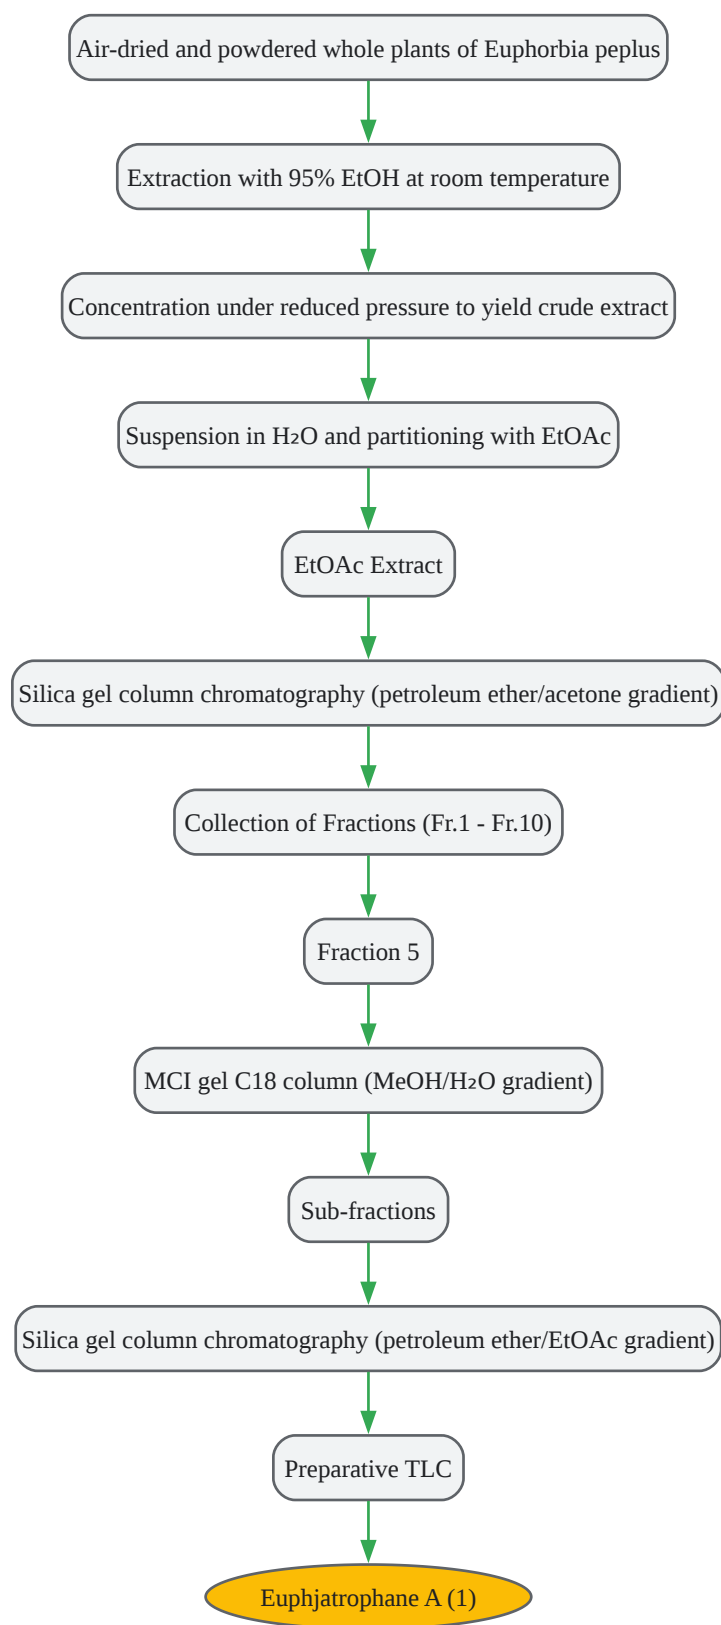 Air-dried and powdered whole plants of Euphorbia peplus
Extraction with 95% EtOH at room temperature
Concentration under reduced pressure to yield crude extract
Suspension in H₂O and partitioning with EtOAc
EtOAc Extract
Silica gel column chromatography (petroleum ether/acetone gradient)
Collection of Fractions (Fr.1 - Fr.10)
Fraction 5
MCI gel C18 column (MeOH/H₂O gradient)
Sub-fractions
Silica gel column chromatography (petroleum ether/EtOAc gradient)
Preparative TLC
Euphjatrophane A (1)